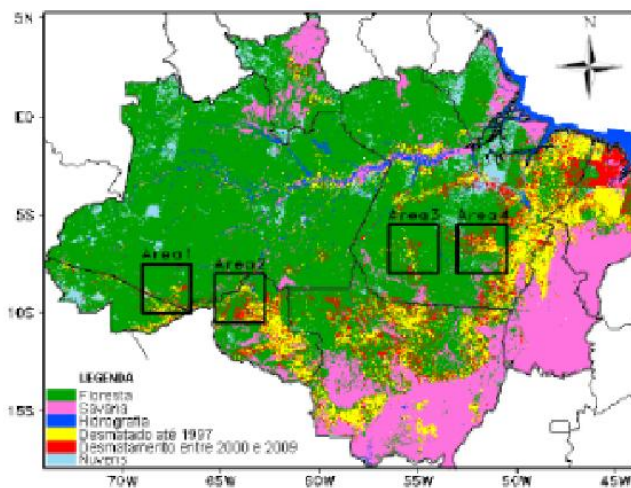 5N
N
EQ
5S
10S
15S
Area1
Area2
Area3
Area4
LEGENDA
Floresta
Savana
Hidrografia
Desmatado até 1997
Desmatamento entre 2000 e 2009
Nuvens
70W 65W 60W 55W 50W 45W